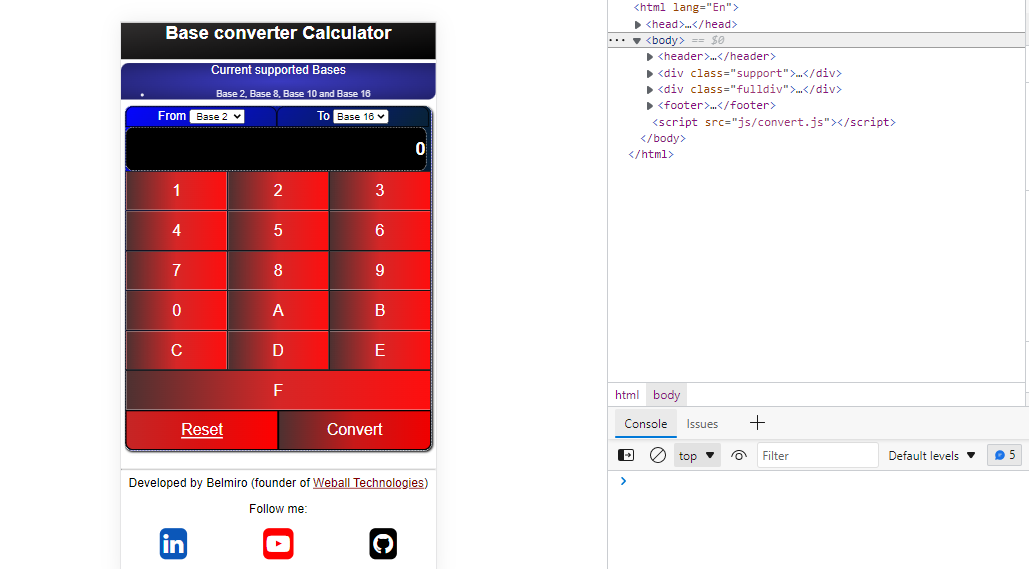 Base converter Calculator
Current supported Bases
Base 2, Base 8, Base 10 and Base 16
From Base 2 To Base 16
0
1 2 3
4 5 6
7 8 9
0 A B
C D E
F
Reset Convert
Developed by Belmiro (founder of Weball Technologies)
Follow me:
in
<html lang="En">
<head>…</head>
<body> == $0
<header>…</header>
<div class="support">…</div>
<div class="fulldiv">…</div>
<footer>…</footer>
<script src="js/convert.js"></script>
</body>
</html>
html body
Console Issues
top Filter Default levels 5